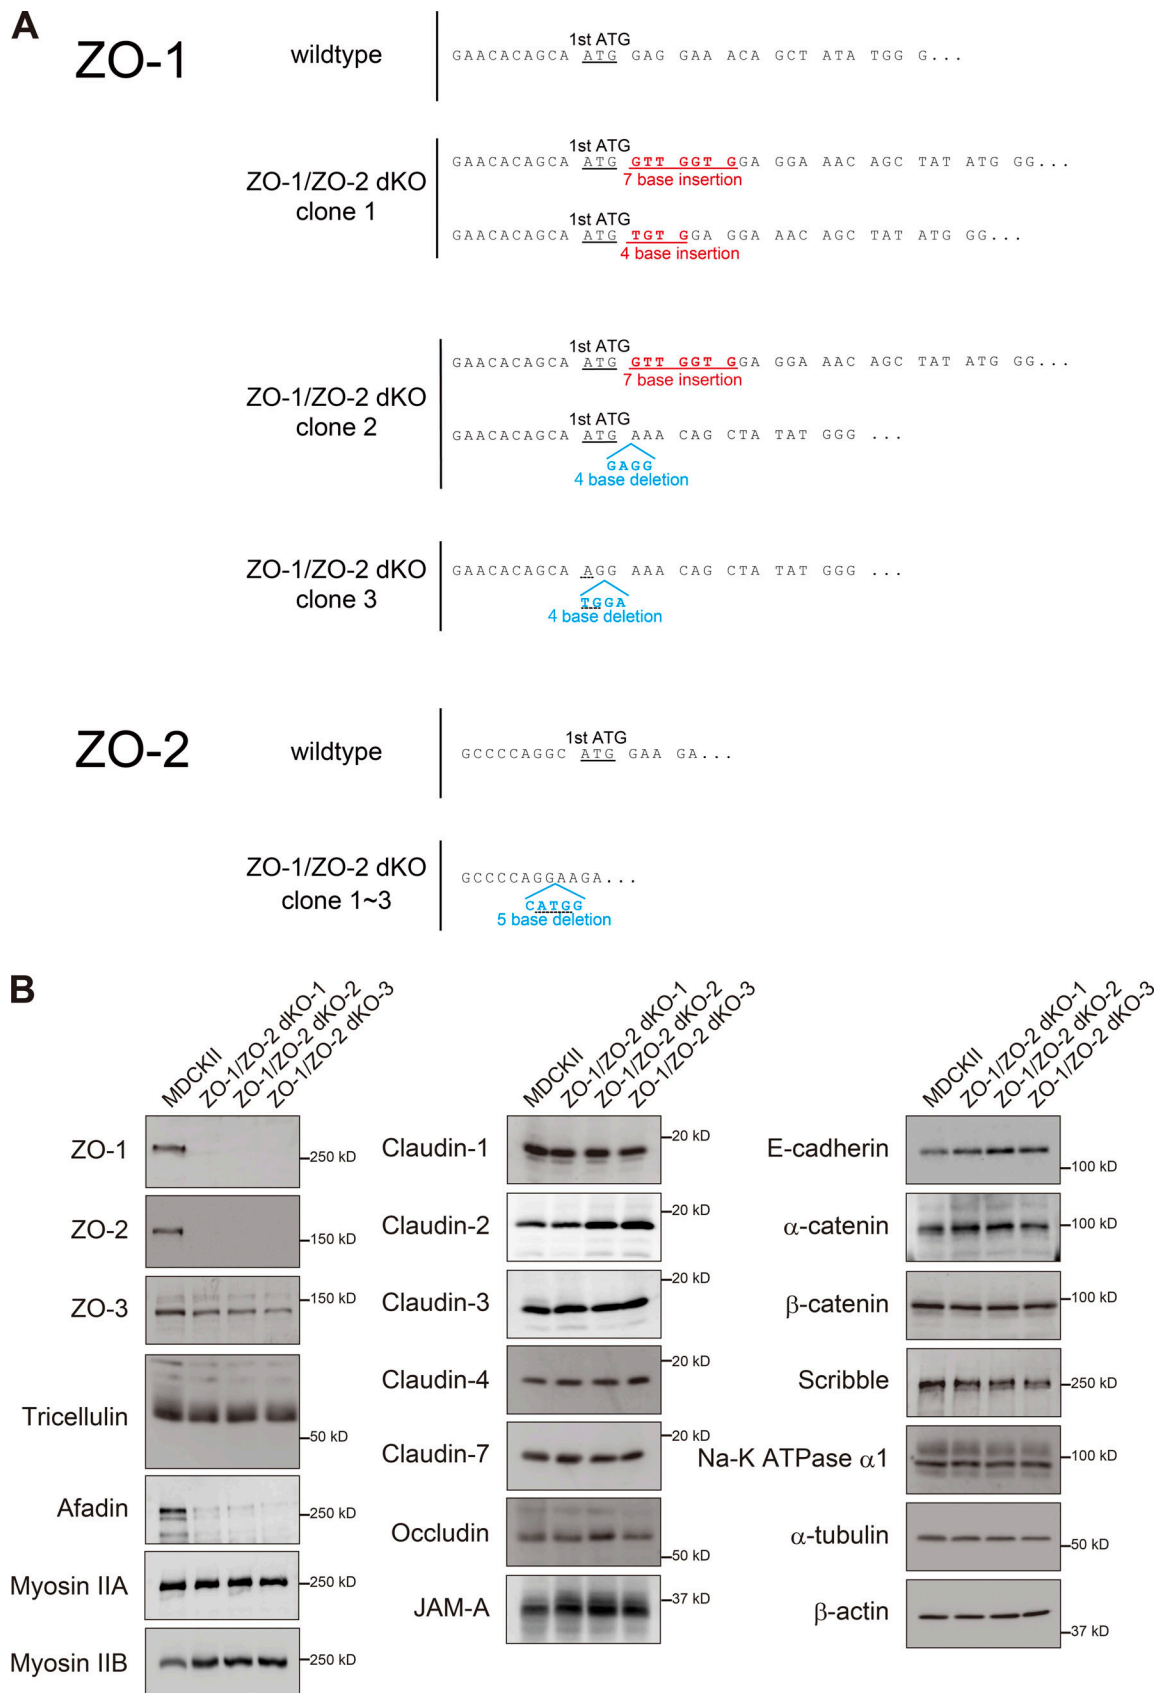 A
ZO-1
wildtype
1st ATG
GAACACAGCA ATG GAG GAA ACA GCT ATA TGG G...
ZO-1/ZO-2 dKO
clone 1
1st ATG
GAACACAGCA ATG GTT GGT GGA GGA AAC AGC TAT ATG GG...
7 base insertion
1st ATG
GAACACAGCA ATG TGT GGA GGA AAC AGC TAT ATG GG...
4 base insertion
ZO-1/ZO-2 dKO
clone 2
1st ATG
GAACACAGCA ATG GTT GGT GGA GGA AAC AGC TAT ATG GG...
7 base insertion
1st ATG
GAACACAGCA ATG AAA CAG CTA TAT GGG ...
GAGG
4 base deletion
ZO-1/ZO-2 dKO
clone 3
GAACACAGCA AGG AAA CAG CTA TAT GGG ...
TGGA
4 base deletion
ZO-2
wildtype
1st ATG
GCCCCAGGC ATG GAA GA...
ZO-1/ZO-2 dKO
clone 1~3
GCCCCAGGAAGA...
CATGG
5 base deletion
B
MDCKII
ZO-1/ZO-2 dKO-1
ZO-1/ZO-2 dKO-2
ZO-1/ZO-2 dKO-3
ZO-1
250 kD
ZO-2
150 kD
ZO-3
150 kD
Tricellulin
50 kD
Afadin
250 kD
Myosin IIA
250 kD
Myosin IIB
250 kD
MDCKII
ZO-1/ZO-2 dKO-1
ZO-1/ZO-2 dKO-2
ZO-1/ZO-2 dKO-3
Claudin-1
20 kD
Claudin-2
20 kD
Claudin-3
20 kD
Claudin-4
20 kD
Claudin-7
20 kD
Occludin
50 kD
JAM-A
37 kD
MDCKII
ZO-1/ZO-2 dKO-1
ZO-1/ZO-2 dKO-2
ZO-1/ZO-2 dKO-3
E-cadherin
100 kD
α-catenin
100 kD
β-catenin
100 kD
Scribble
250 kD
Na-K ATPase α1
100 kD
α-tubulin
50 kD
β-actin
37 kD